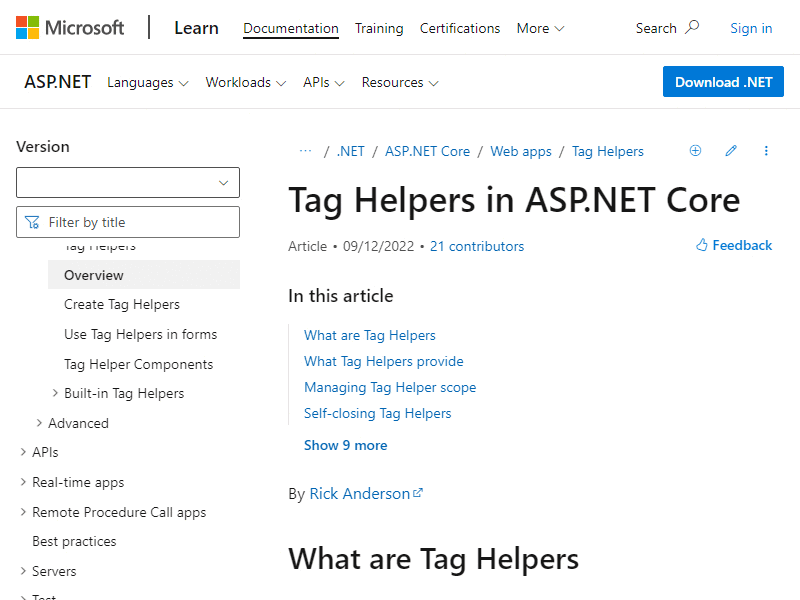 Microsoft
Learn
Documentation
Training
Certifications
More
Search
Sign in
ASP.NET
Languages
Workloads
APIs
Resources
Download .NET
Version
Filter by title
Tag Helpers
Overview
Create Tag Helpers
Use Tag Helpers in forms
Tag Helper Components
Built-in Tag Helpers
Advanced
APIs
Real-time apps
Remote Procedure Call apps
Best practices
Servers
Test
... / .NET / ASP.NET Core / Web apps / Tag Helpers
Tag Helpers in ASP.NET Core
Article • 09/12/2022 • 21 contributors
Feedback
In this article
What are Tag Helpers
What Tag Helpers provide
Managing Tag Helper scope
Self-closing Tag Helpers
Show 9 more
By Rick Anderson
What are Tag Helpers